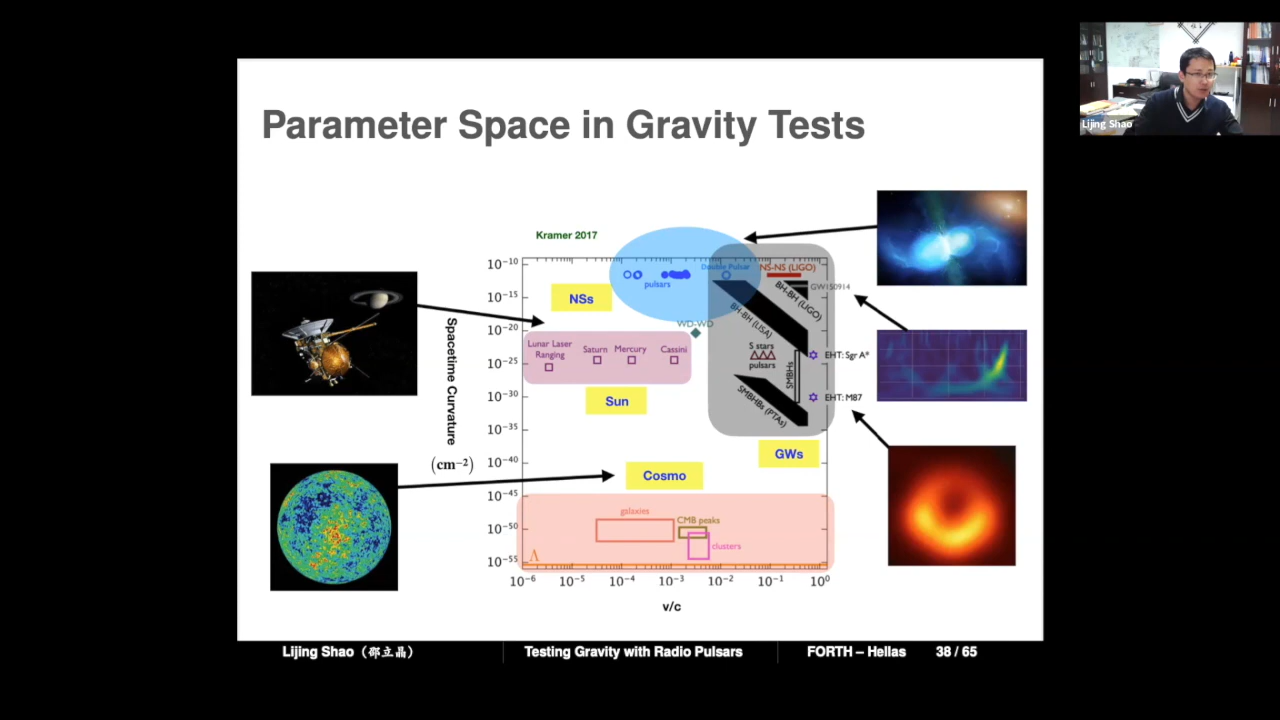 Parameter Space in Gravity Tests
Lijing Shao
Kramer 2017
10⁻¹⁰
10⁻¹⁵
10⁻²⁰
10⁻²⁵
10⁻³⁰
10⁻³⁵
10⁻⁴⁰
10⁻⁴⁵
10⁻⁵⁰
10⁻⁵⁵
Spacetime Curvature
(cm⁻²)
NSs
pulsars
Double Pulsar
NS-NS (LIGO)
GW150914
BH-BH (LIGO)
BH-BH (LISA)
WD-WD
Lunar Laser
Ranging
Saturn
Mercury
Cassini
S stars
pulsars
SMBHs
EHT: Sgr A*
EHT: M87
SMBHBs (PTAs)
Sun
GWs
Cosmo
galaxies
CMB peaks
clusters
Λ
10⁻⁶
10⁻⁵
10⁻⁴
10⁻³
10⁻²
10⁻¹
10⁰
v/c
Lijing Shao (邵立晶)
Testing Gravity with Radio Pulsars
FORTH – Hellas
38 / 65